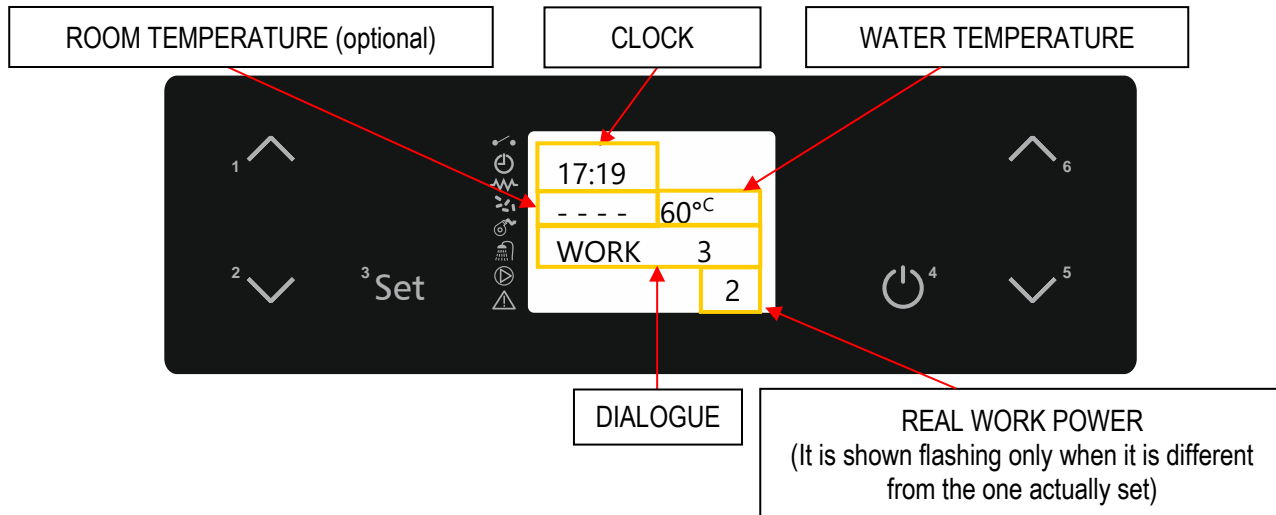 ROOM TEMPERATURE (optional)
CLOCK
WATER TEMPERATURE
1
6
17:19
- - - - 60°C
WORK 3
2
3 Set
4
5
2
DIALOGUE
REAL WORK POWER
(It is shown flashing only when it is different
from the one actually set)